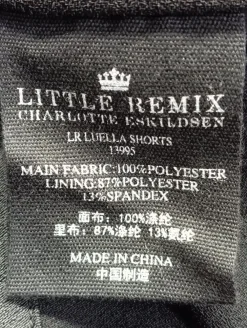 LITTLE REMIX
CHARLOTTE ESKILDSEN
LR LUELLA SHORTS
13995
MAIN FABRIC:100%POLYESTER
LINING:87%POLYESTER
13%SPANDEX
面布：100%涤纶
里布：87%涤纶 13%氨纶
MADE IN CHINA
中国制造